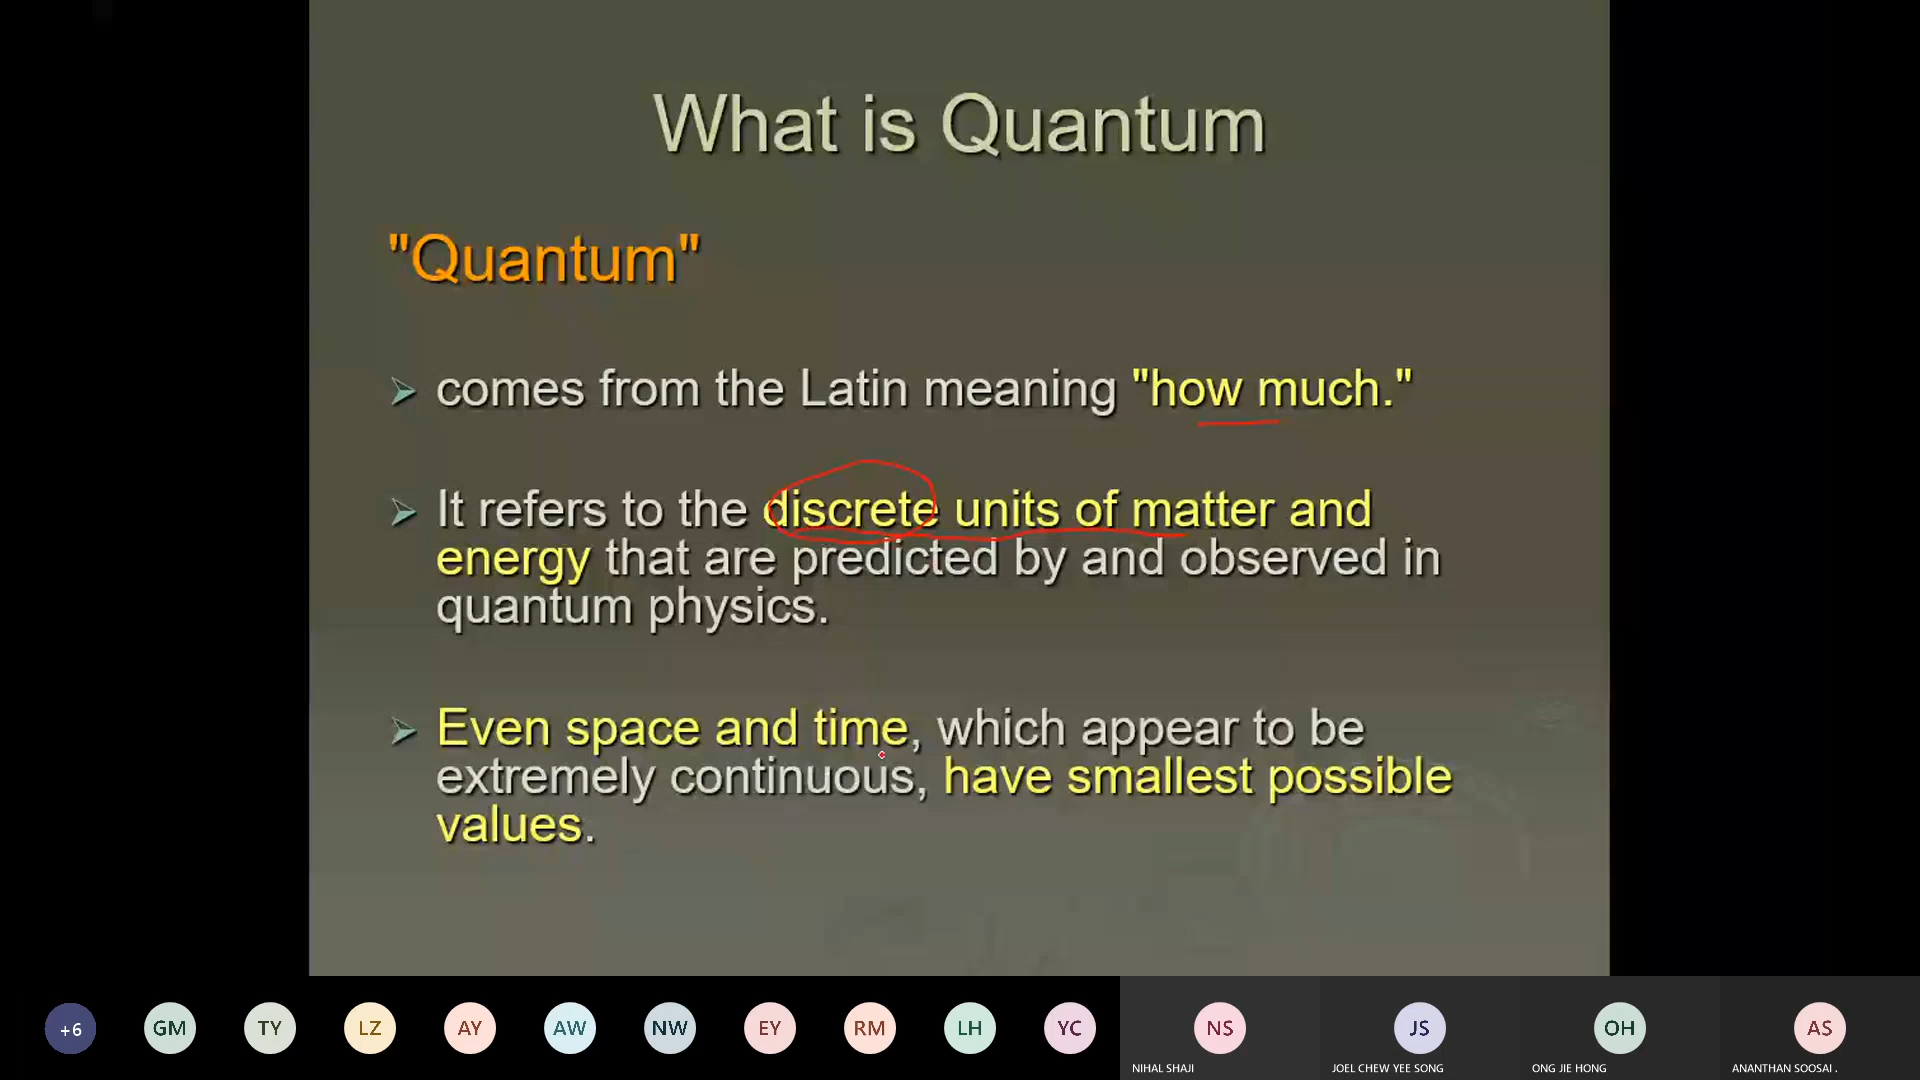 What is Quantum
"Quantum"
comes from the Latin meaning "how much."
It refers to the discrete units of matter and
energy that are predicted by and observed in
quantum physics.
Even space and time, which appear to be
extremely continuous, have smallest possible
values.
+6 GM TY LZ AY AW NW EY RM LH YC NS JS OH AS
NIHAL SHAJI JOEL CHEW YEE SONG ONG JIE HONG ANANTHAN SOOSAI .